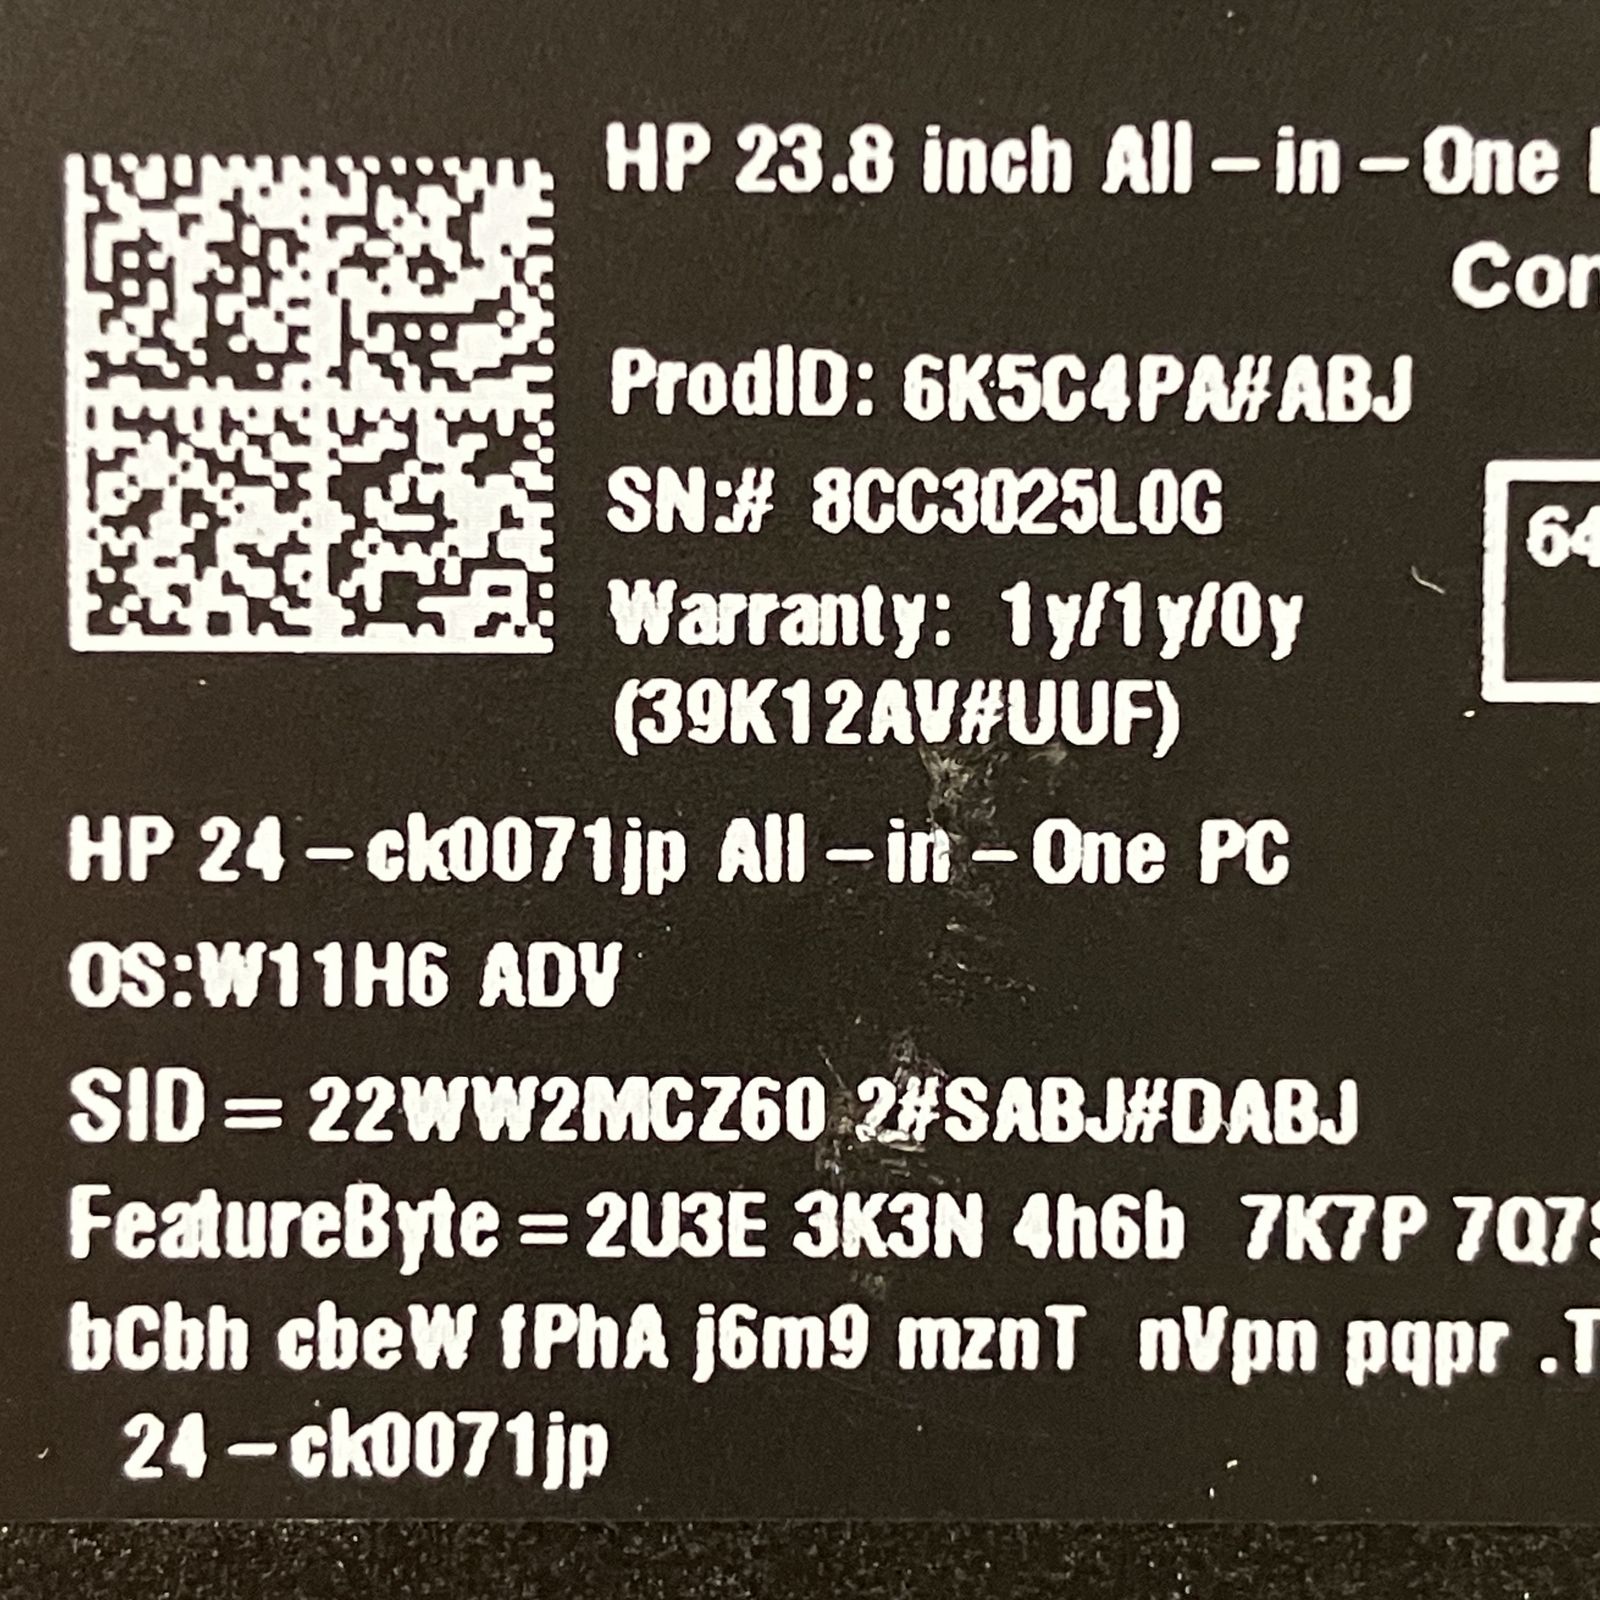 HP 23.8 inch All-in-One
Con
ProdID: 6K5C4PA#ABJ
SN:# 8CC3025L0G
64
Warranty: 1y/1y/0y
(39K12AV#UUF)
HP 24-ck0071jp All-in-One PC
OS:W11H6 ADV
SID=22WW2MCZ60 2#SABJ#DABJ
FeatureByte=2U3E 3K3N 4h6b 7K7P 7Q7S
bCbh cbeW fPhA j6m9 mznT nVpn pqpr .T
24-ck0071jp